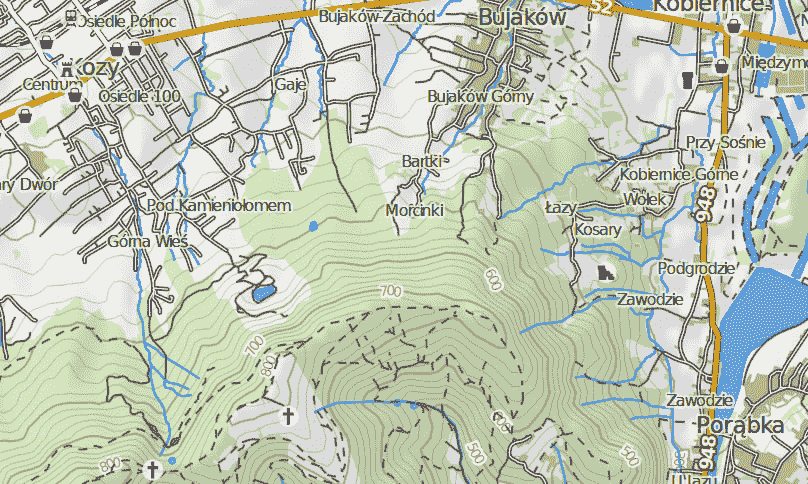 Kobiernice
52
Bujaków
Bujaków-Zachód
Osiedle Północ
Międzym
Kozy
Centrum
Gaje
Osiedle 100
Bujaków Górny
Przy Sośnie
Bartki
Kobiernice Górne
ary Dwór
Wołek
948
Pod Kamieniołomem
Morcinki
Łazy
Kosary
Górna Wieś
Podgrodzie
600
700
Zawodzie
700
800
Zawodzie
Porąbka
500
500
948
800
U Jazu